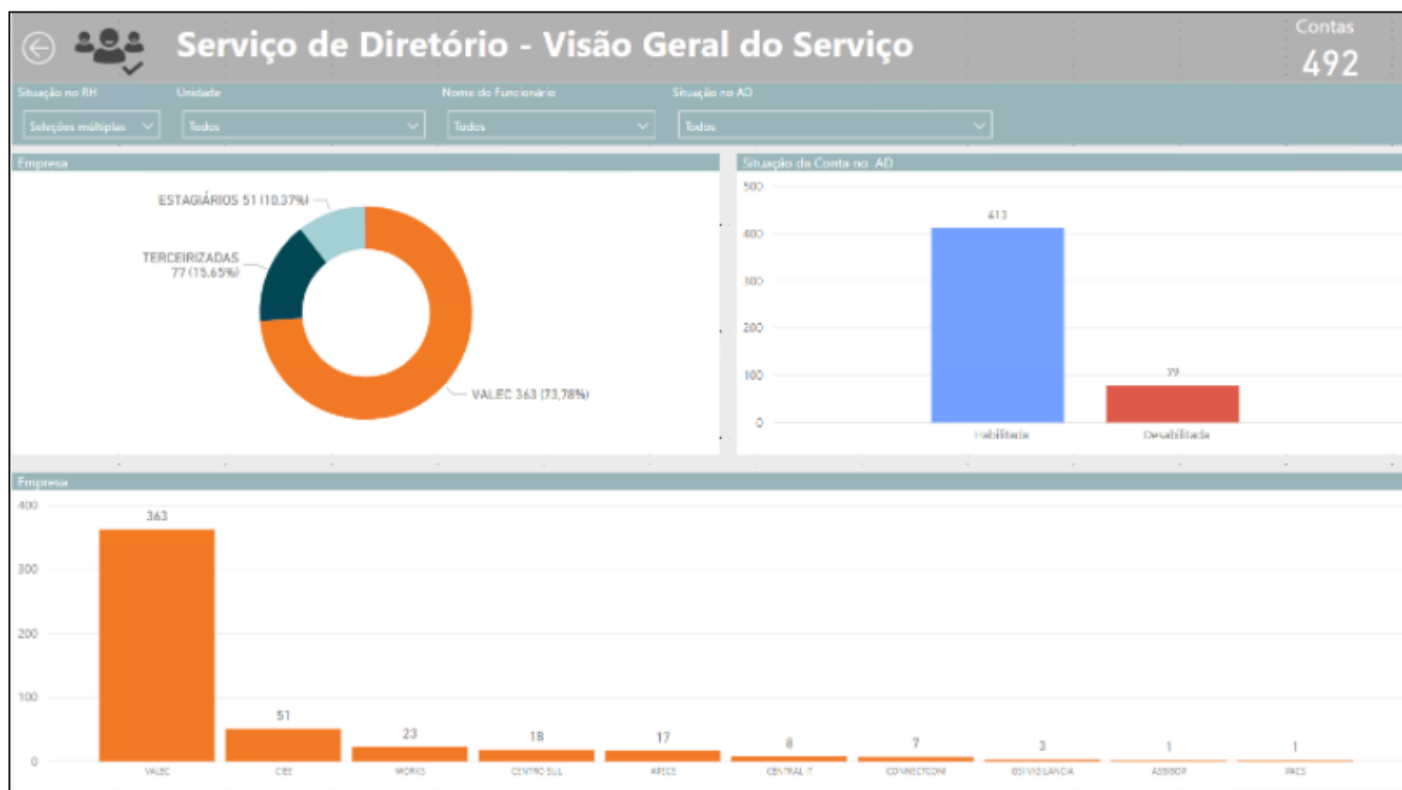 Serviço de Diretório - Visão Geral do Serviço
Contas
492
Situação no RH
Unidade
Nome do Funcionário
Situação no AD
Seleções múltiplas
Todos
Todos
Todos
Empresa
ESTAGIÁRIOS 51 (10,37%)
TERCEIRIZADAS
77 (15,65%)
VALEC 363 (73,78%)
Situação da Conta no AD
500
400
300
200
100
0
413
79
Habilitada
Desabilitada
Empresa
400
300
200
100
0
363
51
23
18
17
8
7
3
1
1
VALEC
CIEE
WORKS
CENTRO SUL
APECE
CENTRAL IT
CONNECTCOM
GSI VIGILANCIA
PACS